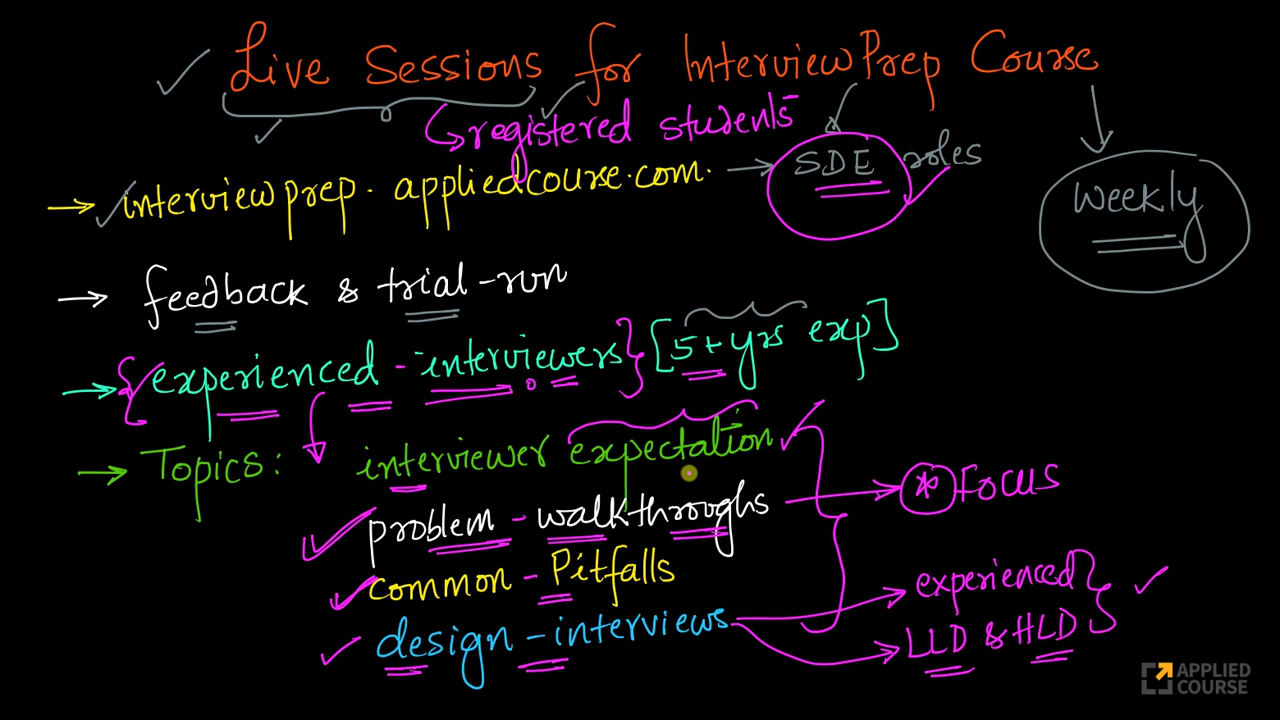 Live Sessions for InterviewPrep Course
registered students
→ interviewprep.appliedcourse.com. → SDE roles
Weekly
→ feedback & trial-run
→ {experienced - interviewers} [5+ yrs exp]
→ Topics: interviewer expectation
problem - walkthroughs → * Focus
common - Pitfalls
experienced
design - interviews
LLD & HLD
APPLIED
COURSE